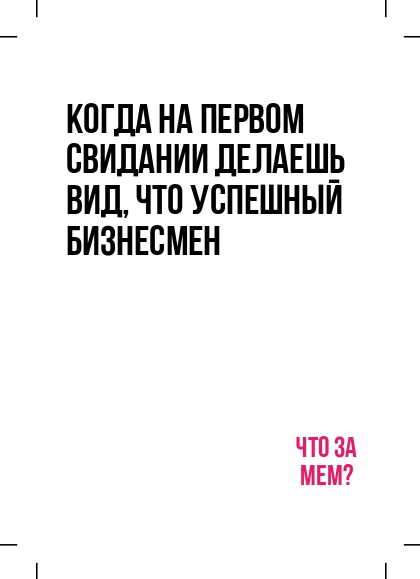 КОГДА НА ПЕРВОМ
СВИДАНИИ ДЕЛАЕШЬ
ВИД, ЧТО УСПЕШНЫЙ
БИЗНЕСМЕН
ЧТО ЗА
МЕМ?